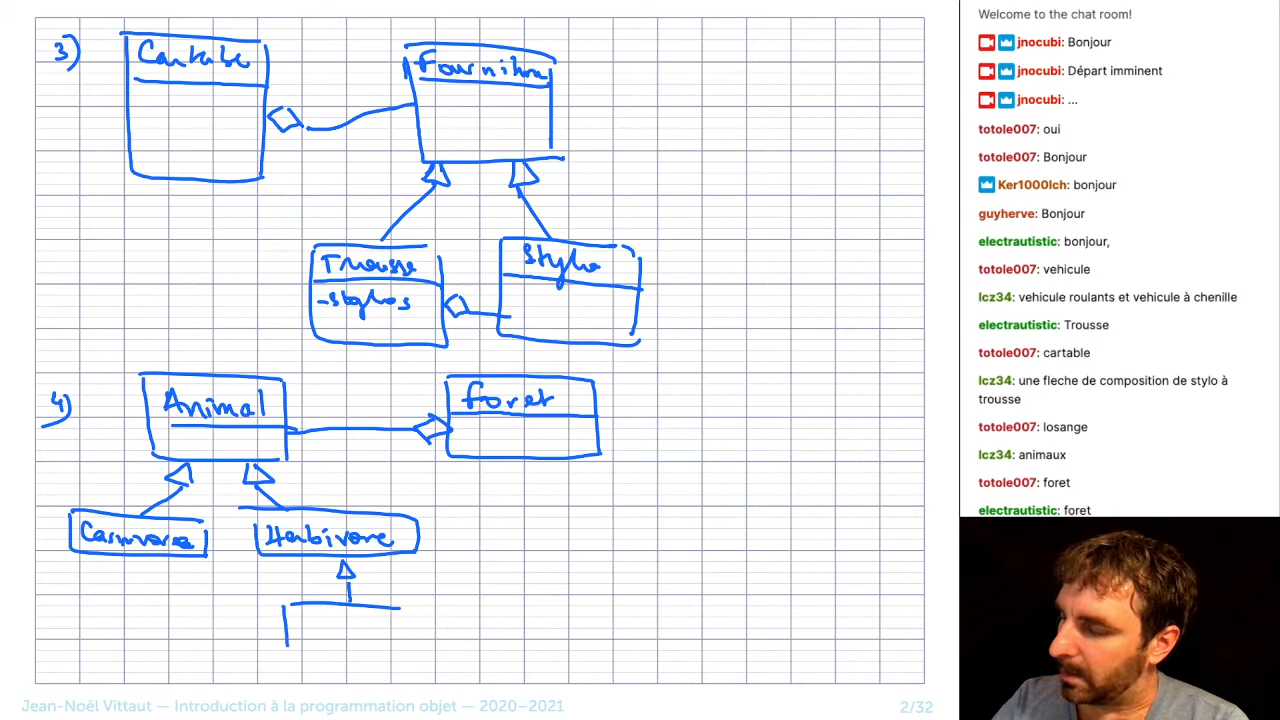 3)
Cartable
Fourniture
Trousse
-stylos
Stylo
4)
Animal
Foret
Carnivore
Herbivore
Jean-Noël Vittaut — Introduction à la programmation objet — 2020–2021
2/32
Welcome to the chat room!
jnocubi: Bonjour
jnocubi: Départ imminent
jnocubi: ...
totole007: oui
totole007: Bonjour
Ker1000lch: bonjour
guyherve: Bonjour
electrautistic: bonjour,
totole007: vehicule
lcz34: vehicule roulants et vehicule à chenille
electrautistic: Trousse
totole007: cartable
lcz34: une fleche de composition de stylo à
trousse
totole007: losange
lcz34: animaux
totole007: foret
electrautistic: foret